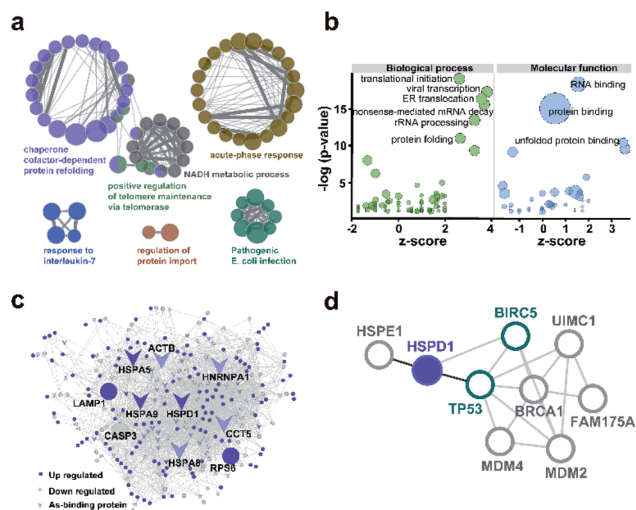 a
chaperone
cofactor-dependent
protein refolding
acute-phase response
NADH metabolic process
positive regulation
of telomere maintenance
via telomerase
response to
interleukin-7
regulation of
protein import
Pathogenic
E. coli infection
b
Biological process
Molecular function
translational initiation
viral transcription
ER translocation
nonsense-mediated mRNA decay
rRNA processing
protein folding
RNA binding
protein binding
unfolded protein binding
-log (p-value)
15
10
5
-2 0 2 4
-2 0 2
z-score
z-score
c
ACTB
HSPA5
HNRNPA1
LAMP1
HSPA9
HSPD1
CASP3
CCT5
HSPA8
RPS6
Up regulated
Down regulated
As-binding protein
d
BIRC5
HSPE1
UIMC1
HSPD1
TP53
BRCA1
FAM175A
MDM4
MDM2